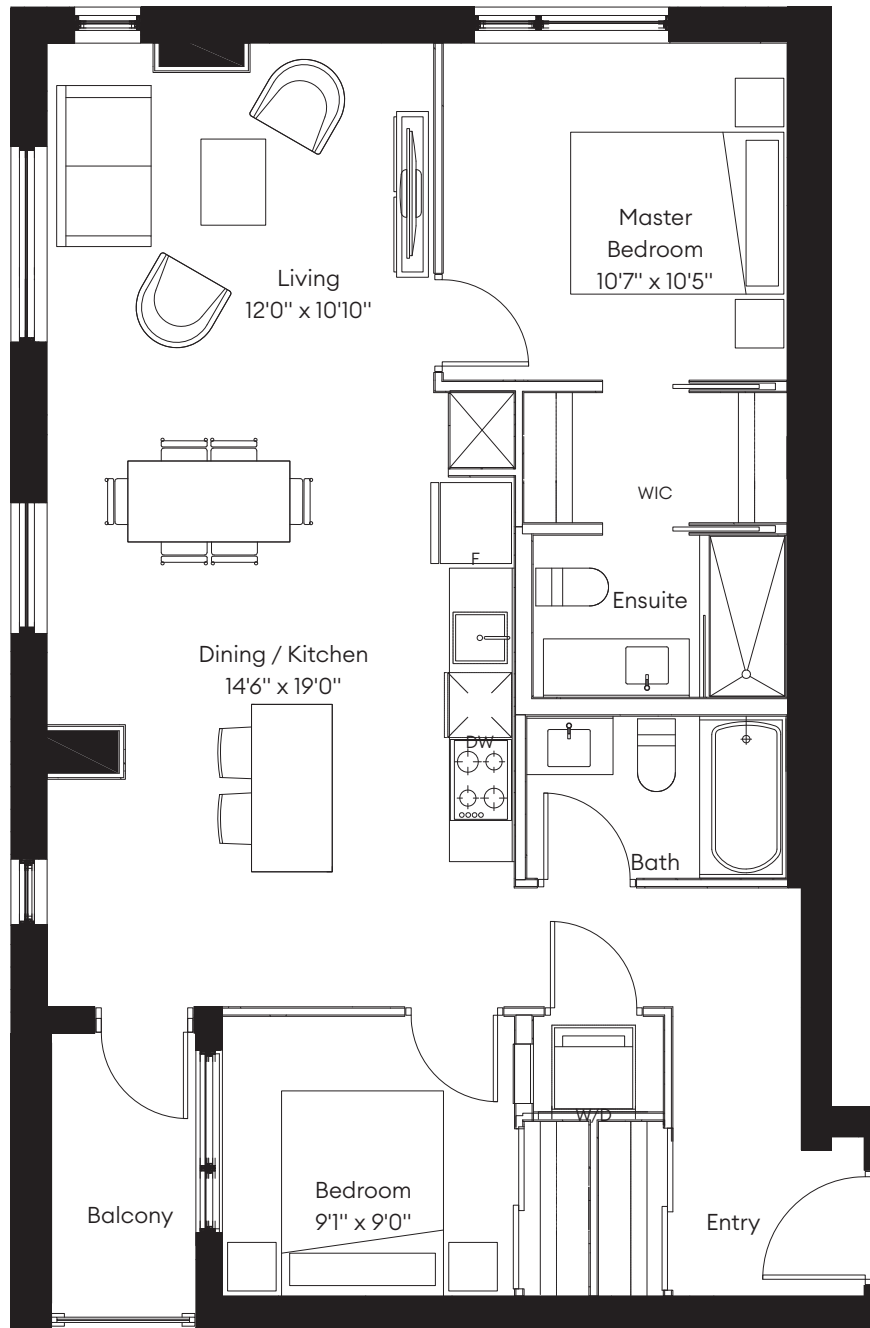 Master
Bedroom
10'7" x 10'5"
Living
12'0" x 10'10"
WIC
F
Ensuite
Dining / Kitchen
14'6" x 19'0"
DW
Bath
W/D
Bedroom
9'1" x 9'0"
Balcony
Entry